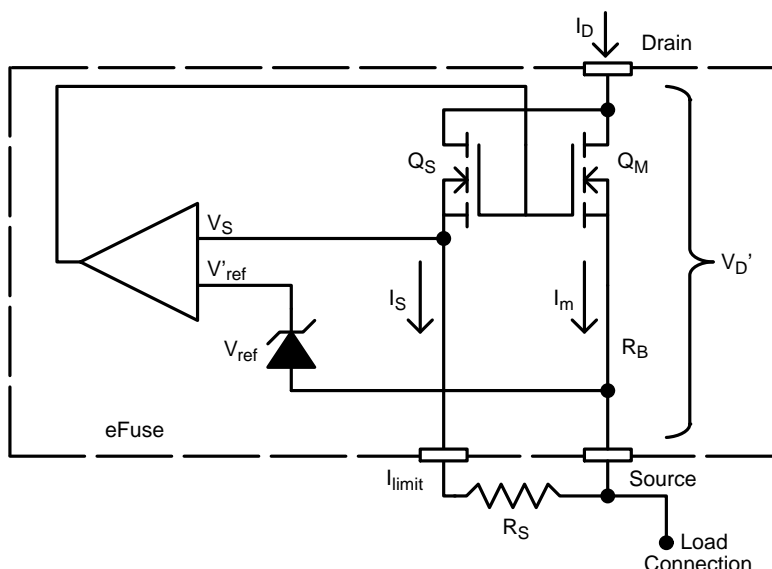 I_D
Drain
Q_S
Q_M
V_S
V'_ref
V_D'
I_S
I_m
V_ref
R_B
eFuse
I_limit
Source
R_S
Load
Connection